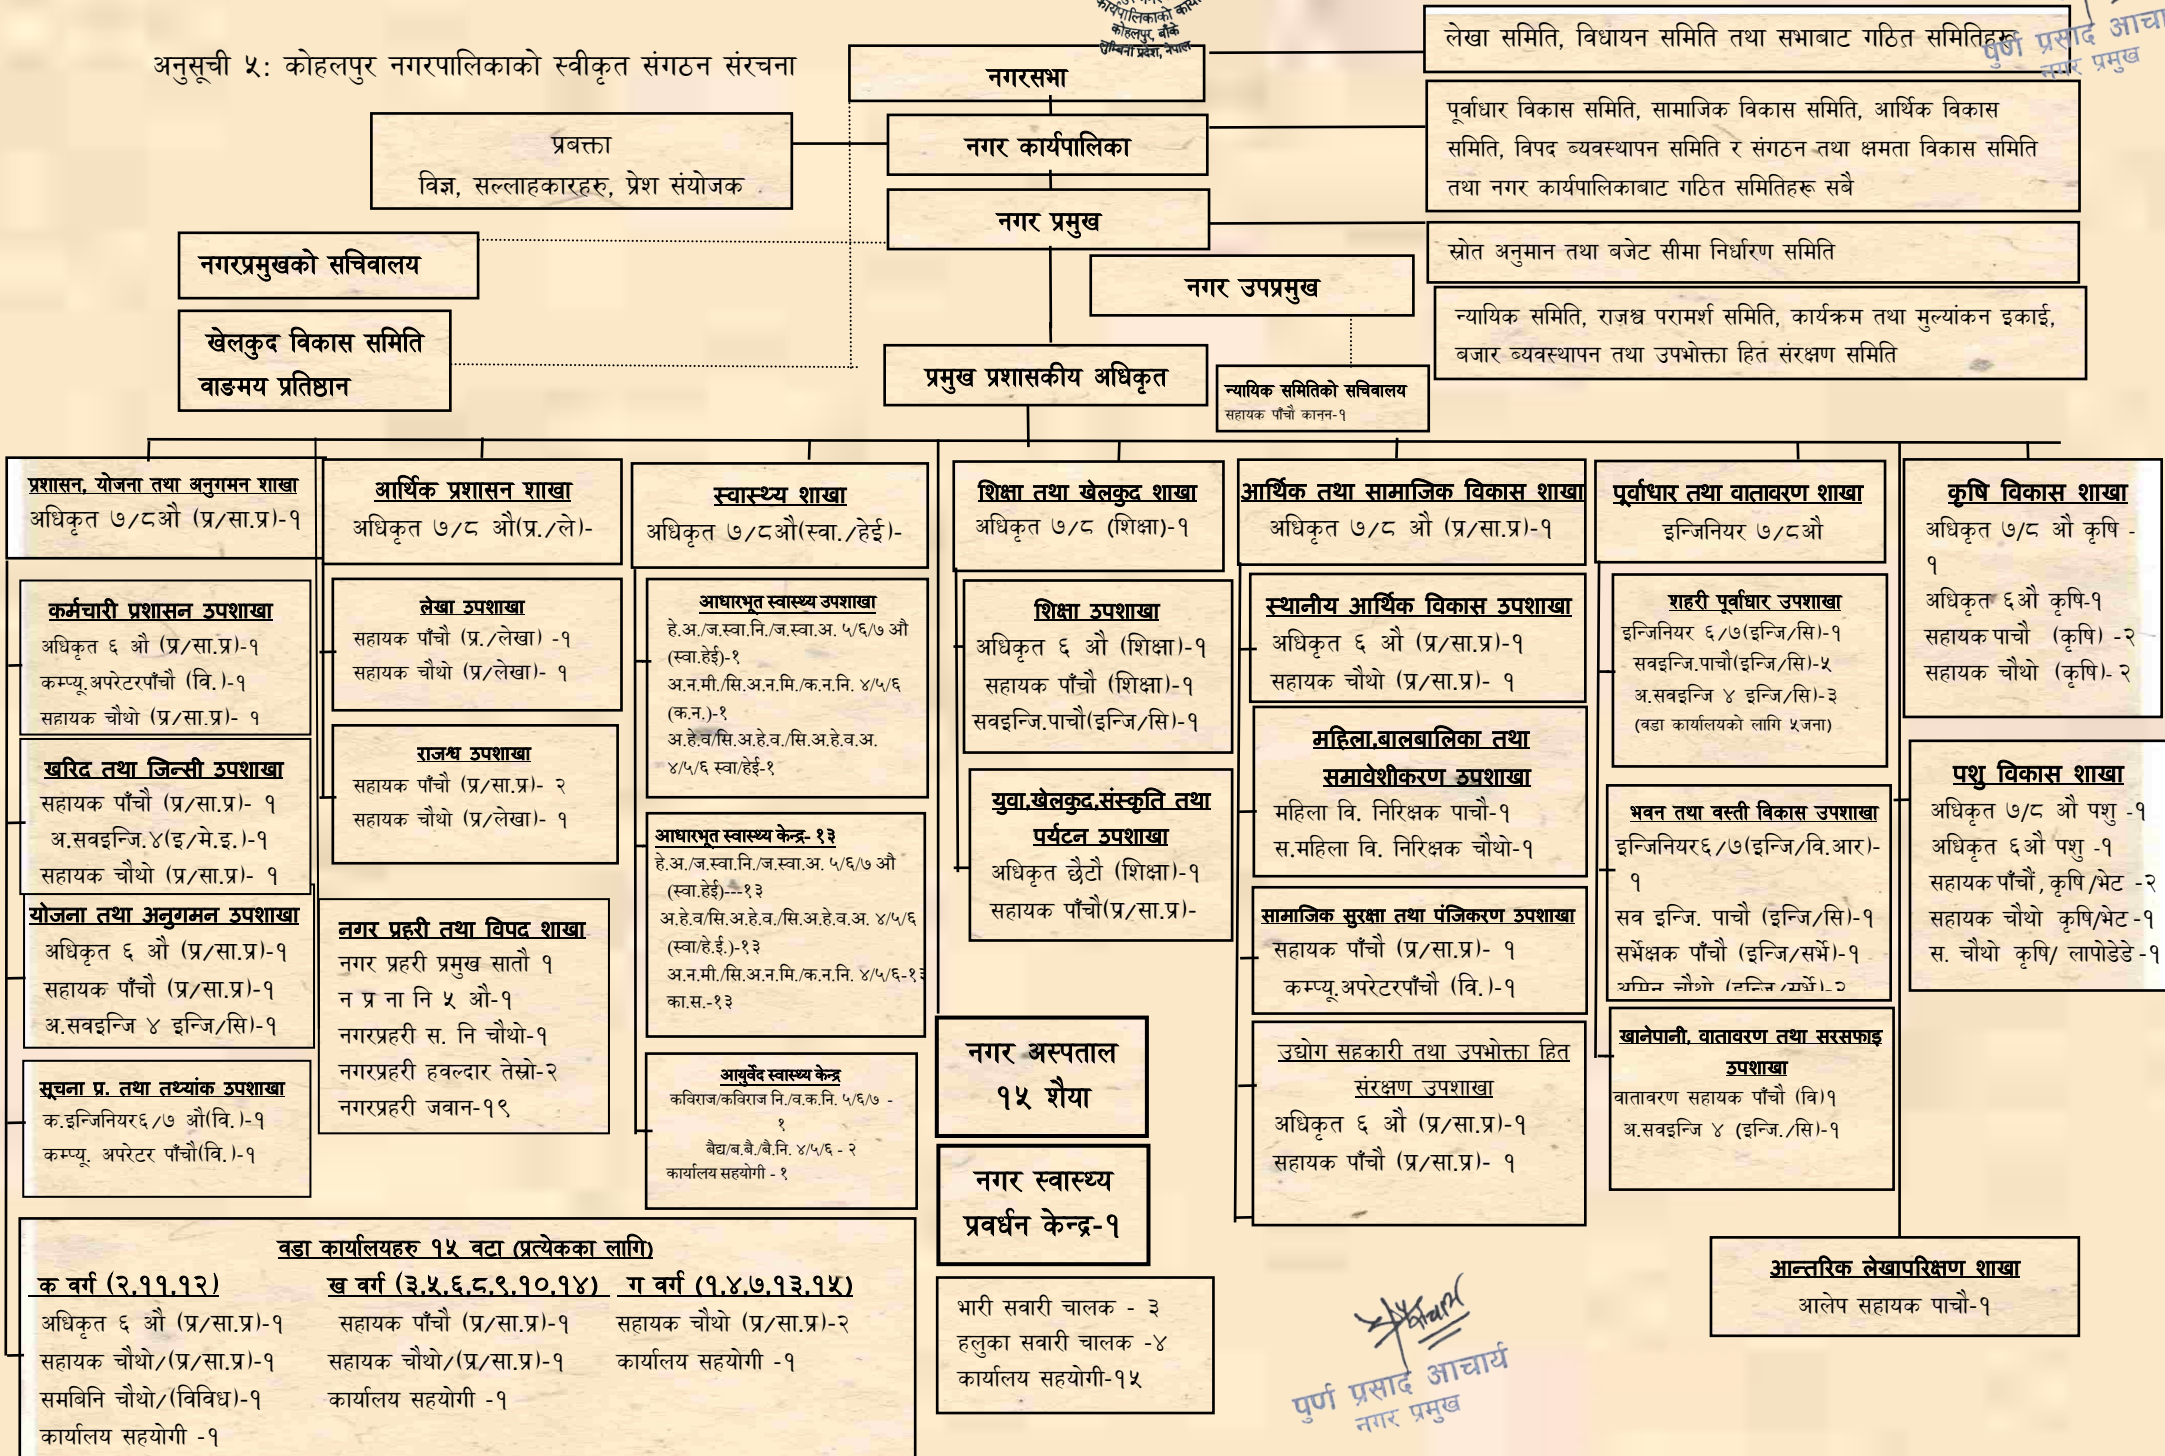 कार्यपालिकाको
कोहलपुर, बाँके
लुम्बिनी प्रदेश, नेपाल
अनुसूची ५: कोहलपुर नगरपालिकाको स्वीकृत संगठन संरचना
नगरसभा
लेखा समिति, विधायन समिति तथा सभाबाट गठित समितिहरू
पुर्ण प्रसाद आचा
नगर प्रमुख
प्रबक्ता
विज्ञ, सल्लाहकारहरु, प्रेश संयोजक
नगर कार्यपालिका
पूर्वाधार विकास समिति, सामाजिक विकास समिति, आर्थिक विकास
समिति, विपद ब्यवस्थापन समिति र संगठन तथा क्षमता विकास समिति
तथा नगर कार्यपालिकाबाट गठित समितिहरू सबै
नगर प्रमुख
स्रोत अनुमान तथा बजेट सीमा निर्धारण समिति
नगरप्रमुखको सचिवालय
नगर उपप्रमुख
न्यायिक समिति, राजश्व परामर्श समिति, कार्यक्रम तथा मुल्यांकन इकाई,
बजार ब्यवस्थापन तथा उपभोक्ता हित संरक्षण समिति
खेलकुद विकास समिति
वाङमय प्रतिष्ठान
प्रमुख प्रशासकीय अधिकृत
न्यायिक समितिको सचिवालय
सहायक पाँचौ कानन-१
प्रशासन, योजना तथा अनुगमन शाखा
अधिकृत ७/८औ (प्र/सा.प्र)-१
कर्मचारी प्रशासन उपशाखा
अधिकृत ६ औ (प्र/सा.प्र)-१
कम्प्यू.अपरेटरपाँचौ (वि.)-१
सहायक चौथो (प्र/सा.प्र)- १
खरिद तथा जिन्सी उपशाखा
सहायक पाँचौ (प्र/सा.प्र)- १
अ.सवइन्जि.४(इ/मे.इ.)-१
सहायक चौथो (प्र/सा.प्र)- १
योजना तथा अनुगमन उपशाखा
अधिकृत ६ औ (प्र/सा.प्र)-१
सहायक पाँचौ (प्र/सा.प्र)-१
अ.सवइन्जि ४ इन्जि/सि)-१
सूचना प्र. तथा तथ्यांक उपशाखा
क.इन्जिनियर६/७ औ(वि.)-१
कम्प्यू. अपरेटर पाँचौ(वि.)-१
आर्थिक प्रशासन शाखा
अधिकृत ७/८ औ(प्र./ले)-
लेखा उपशाखा
सहायक पाँचौ (प्र./लेखा) -१
सहायक चौथो (प्र/लेखा)- १
राजश्व उपशाखा
सहायक पाँचौ (प्र/सा.प्र)- २
सहायक चौथो (प्र/लेखा)- १
नगर प्रहरी तथा विपद शाखा
नगर प्रहरी प्रमुख सातौ १
न प्र ना नि ५ औ-१
नगरप्रहरी स. नि चौथो-१
नगरप्रहरी हवल्दार तेस्रो-२
नगरप्रहरी जवान-१९
स्वास्थ्य शाखा
अधिकृत ७/८औ(स्वा./हेई)-
आधारभूत स्वास्थ्य उपशाखा
हे.अ./ज.स्वा.नि./ज.स्वा.अ. ५/६/७ औ
(स्वा.हेई)-१
अ.न.मी./सि.अ.न.मि./क.न.नि. ४/५/६
(क.न.)-१
अ.हे.व/सि.अ.हे.व./सि.अ.हे.व.अ.
४/५/६ स्वा/हेई-१
आधारभूत स्वास्थ्य केन्द्र- १३
हे.अ./ज.स्वा.नि./ज.स्वा.अ. ५/६/७ औ
(स्वा.हेई)---१३
अ.हे.व/सि.अ.हे.व./सि.अ.हे.व.अ. ४/५/६
(स्वा/हे.ई.)-१३
अ.न.मी./सि.अ.न.मि./क.न.नि. ४/५/६-१३
का.स.-१३
आयुर्वेद स्वास्थ्य केन्द्र
कविराज/कविराज नि./व.क.नि. ५/६/७ -
१
बैद्य/ब.बै./बै.नि. ४/५/६ - २
कार्यालय सहयोगी - १
शिक्षा तथा खेलकुद शाखा
अधिकृत ७/८ (शिक्षा)-१
शिक्षा उपशाखा
अधिकृत ६ औ (शिक्षा)-१
सहायक पाँचौ (शिक्षा)-१
सवइन्जि.पाचौ(इन्जि/सि)-१
युवा,खेलकुद,संस्कृति तथा
पर्यटन उपशाखा
अधिकृत छैटौ (शिक्षा)-१
सहायक पाँचौ(प्र/सा.प्र)-
नगर अस्पताल
१५ शैया
नगर स्वास्थ्य
प्रवर्धन केन्द्र-१
भारी सवारी चालक - ३
हलुका सवारी चालक -४
कार्यालय सहयोगी-१५
आर्थिक तथा सामाजिक विकास शाखा
अधिकृत ७/८ औ (प्र/सा.प्र)-१
स्थानीय आर्थिक विकास उपशाखा
अधिकृत ६ औ (प्र/सा.प्र)-१
सहायक चौथो (प्र/सा.प्र)- १
महिला,बालबालिका तथा
समावेशीकरण उपशाखा
महिला वि. निरिक्षक पाचौ-१
स.महिला वि. निरिक्षक चौथो-१
सामाजिक सुरक्षा तथा पंजिकरण उपशाखा
सहायक पाँचौ (प्र/सा.प्र)- १
कम्प्यू.अपरेटरपाँचौ (वि.)-१
उद्योग सहकारी तथा उपभोक्ता हित
संरक्षण उपशाखा
अधिकृत ६ औ (प्र/सा.प्र)-१
सहायक पाँचौ (प्र/सा.प्र)- १
पूर्वाधार तथा वातावरण शाखा
इन्जिनियर ७/८औ
शहरी पूर्वाधार उपशाखा
इन्जिनियर ६/७(इन्जि/सि)-१
सवइन्जि.पाचौ(इन्जि/सि)-५
अ.सवइन्जि ४ इन्जि/सि)-३
(वडा कार्यालयको लागि ५जना)
भवन तथा वस्ती विकास उपशाखा
इन्जिनियर६/७(इन्जि/वि.आर)-
१
सव इन्जि. पाचौ (इन्जि/सि)-१
सर्भेक्षक पाँचौ (इन्जि/सर्भे)-१
अमिन चौथो (इन्जि/सर्भे)-२
खानेपानी, वातावरण तथा सरसफाइ
उपशाखा
वातावरण सहायक पाँचौ (वि)१
अ.सवइन्जि ४ (इन्जि./सि)-१
कृषि विकास शाखा
अधिकृत ७/८ औ कृषि -
१
अधिकृत ६औ कृषि-१
सहायक पाचौ (कृषि) -२
सहायक चौथो (कृषि)- २
पशु विकास शाखा
अधिकृत ७/८ औ पशु -१
अधिकृत ६औ पशु -१
सहायक पाँचौं, कृषि/भेट -२
सहायक चौथो कृषि/भेट-१
स. चौथो कृषि/ लापोडेडे -१
आन्तरिक लेखापरिक्षण शाखा
आलेप सहायक पाचौ-१
वडा कार्यालयहरु १५ वटा (प्रत्येकका लागि)
क वर्ग (२,११,१२)
अधिकृत ६ औ (प्र/सा.प्र)-१
सहायक चौथो/(प्र/सा.प्र)-१
समबिनि चौथो/(विविध)-१
कार्यालय सहयोगी -१
ख वर्ग (३,५,६,८,९,१०,१४)
सहायक पाँचौ (प्र/सा.प्र)-१
सहायक चौथो/(प्र/सा.प्र)-१
कार्यालय सहयोगी -१
ग वर्ग (१,४,७,१३,१५)
सहायक चौथो (प्र/सा.प्र)-२
कार्यालय सहयोगी -१
पुर्ण प्रसाद आचार्य
नगर प्रमुख